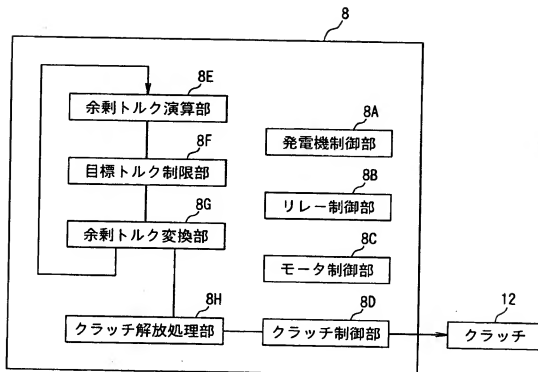 8
8E
余剰トルク演算部
8A
発電機制御部
8F
目標トルク制限部
8B
リレー制御部
8G
余剰トルク変換部
8C
モータ制御部
8H
クラッチ解放処理部
8D
クラッチ制御部
12
クラッチ